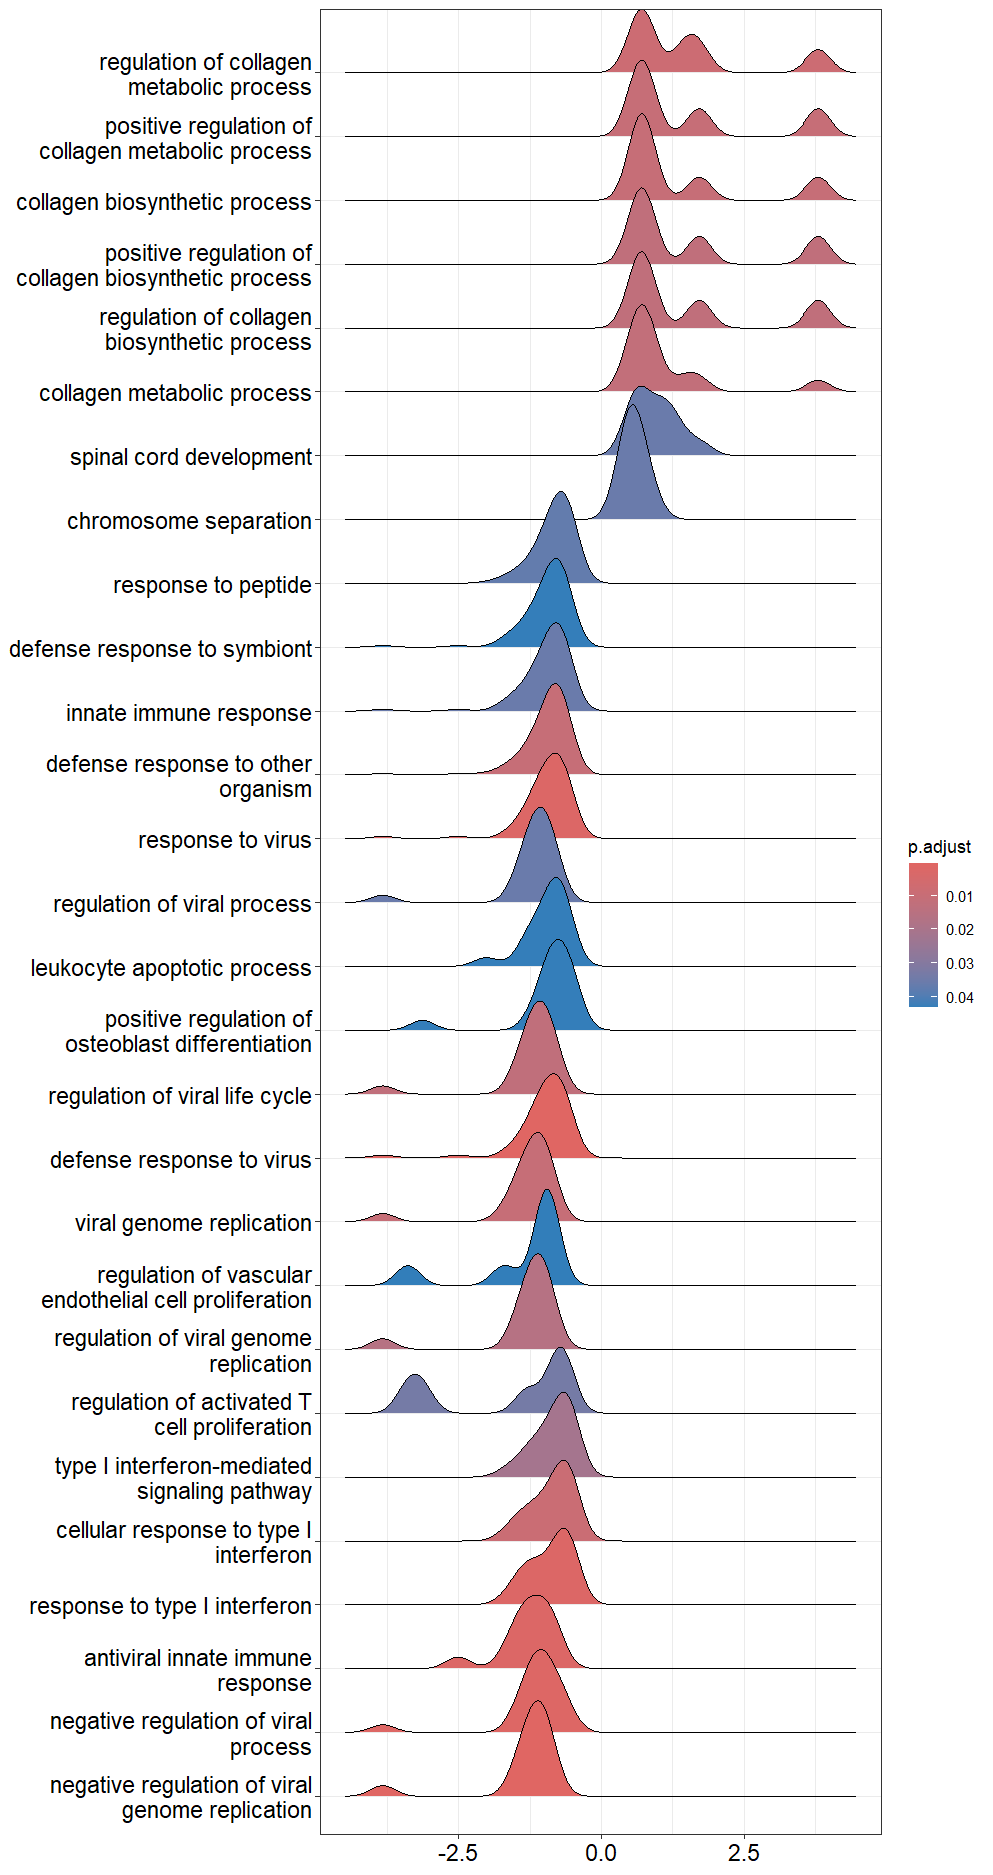 regulation of collagen
metabolic process
positive regulation of
collagen metabolic process
collagen biosynthetic process
positive regulation of
collagen biosynthetic process
regulation of collagen
biosynthetic process
collagen metabolic process
spinal cord development
chromosome separation
response to peptide
defense response to symbiont
innate immune response
defense response to other
organism
response to virus
regulation of viral process
leukocyte apoptotic process
positive regulation of
osteoblast differentiation
regulation of viral life cycle
defense response to virus
viral genome replication
regulation of vascular
endothelial cell proliferation
regulation of viral genome
replication
regulation of activated T
cell proliferation
type I interferon-mediated
signaling pathway
cellular response to type I
interferon
response to type I interferon
antiviral innate immune
response
negative regulation of viral
process
negative regulation of viral
genome replication
-2.5 0.0 2.5
p.adjust
0.01
0.02
0.03
0.04